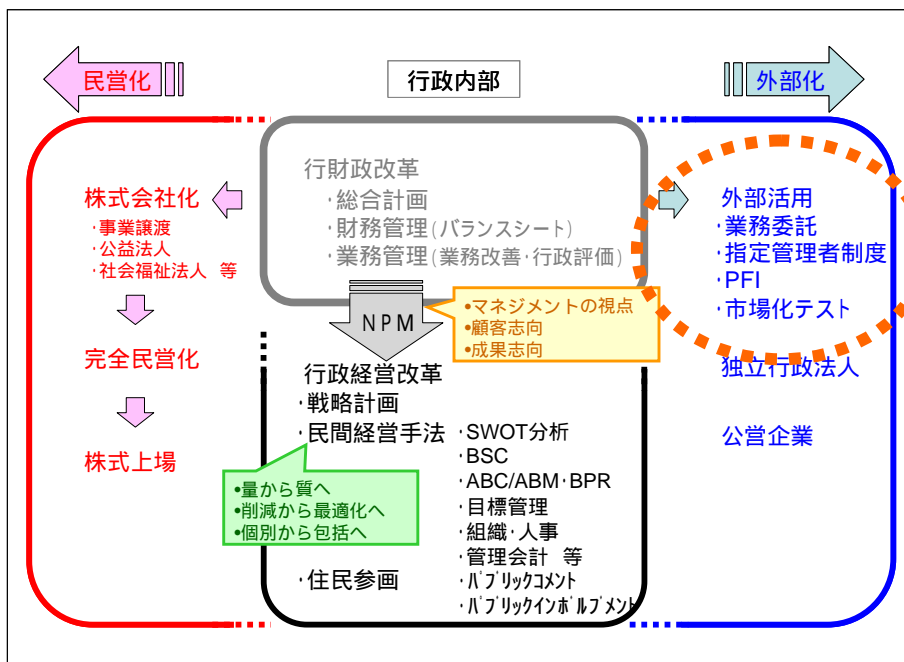 民営化
行政内部
外部化
行財政改革
・総合計画
・財務管理(バランスシート)
・業務管理(業務改善・行政評価)
株式会社化
・事業譲渡
・公益法人
・社会福祉法人 等
完全民営化
株式上場
外部活用
・業務委託
・指定管理者制度
・PFI
・市場化テスト
独立行政法人
公営企業
NPM
•マネジメントの視点
•顧客志向
•成果志向
行政経営改革
・戦略計画
・民間経営手法
•量から質へ
•削減から最適化へ
•個別から包括へ
・SWOT分析
・BSC
・ABC/ABM・BPR
・目標管理
・組織・人事
・管理会計 等
・住民参画
・パブリックコメント
・パブリックインボルブメント